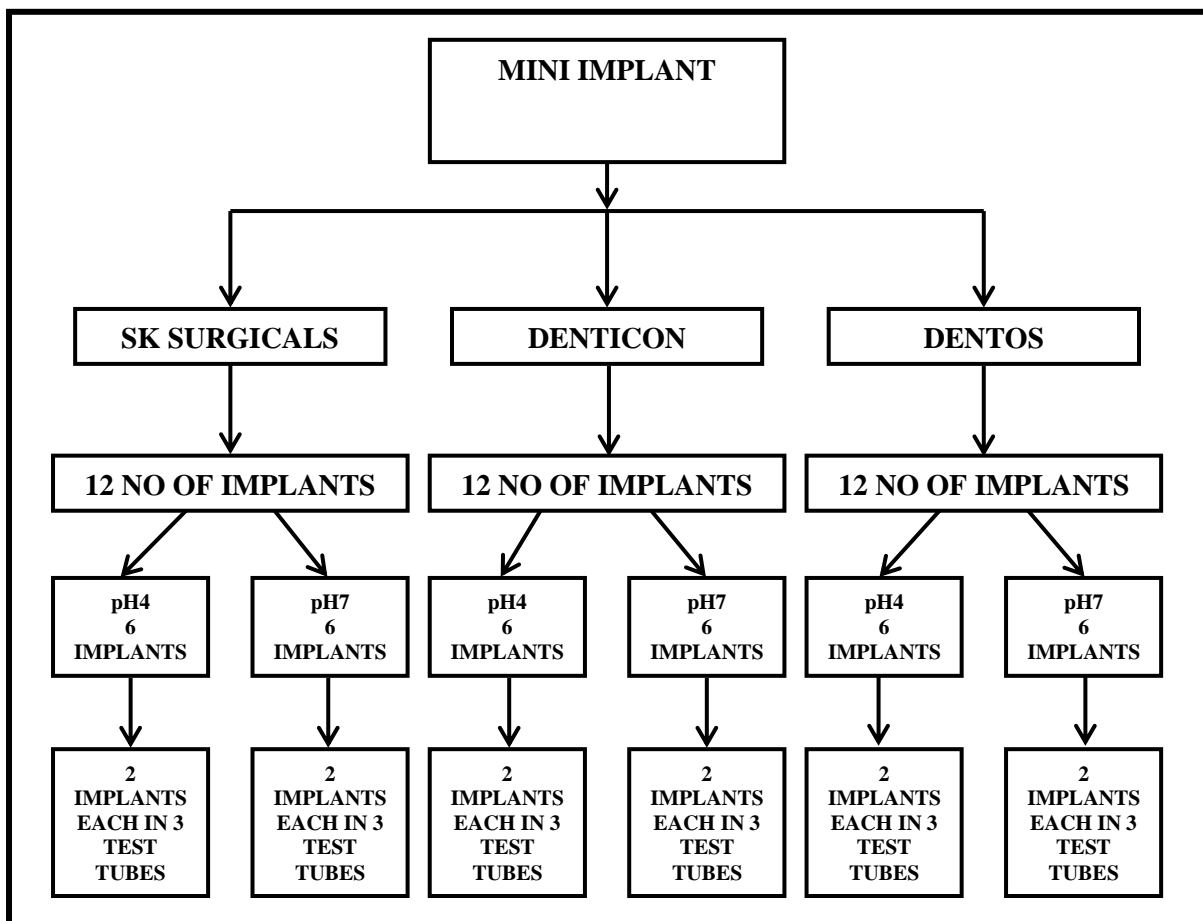 MINI IMPLANT
SK SURGICALS
DENTICON
DENTOS
12 NO OF IMPLANTS
12 NO OF IMPLANTS
12 NO OF IMPLANTS
pH4
6
IMPLANTS
pH7
6
IMPLANTS
pH4
6
IMPLANTS
pH7
6
IMPLANTS
pH4
6
IMPLANTS
pH7
6
IMPLANTS
2
IMPLANTS
EACH IN 3
TEST
TUBES
2
IMPLANTS
EACH IN 3
TEST
TUBES
2
IMPLANTS
EACH IN 3
TEST
TUBES
2
IMPLANTS
EACH IN 3
TEST
TUBES
2
IMPLANTS
EACH IN 3
TEST
TUBES
2
IMPLANTS
EACH IN 3
TEST
TUBES